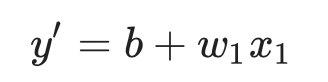 y′ = b + w₁x₁